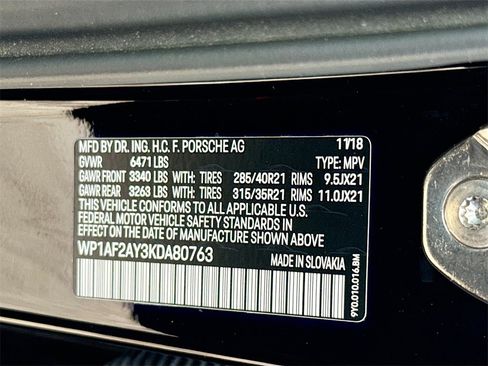 MFD BY DR. ING. H.C. F. PORSCHE AG 11/18
GVWR 6471 LBS TYPE: MPV
GAWR FRONT 3340 LBS WITH: TIRES 285/40R21 RIMS 9.5JX21
GAWR REAR 3263 LBS WITH: TIRES 315/35R21 RIMS 11.0JX21
THIS VEHICLE CONFORMS TO ALL APPLICABLE U.S.
FEDERAL MOTOR VEHICLE SAFETY STANDARDS IN
EFFECT ON THE DATE OF MANUFACTURE SHOWN ABOVE
WP1AF2AY3KDA80763 MADE IN SLOVAKIA
9Y0.010.016.BM